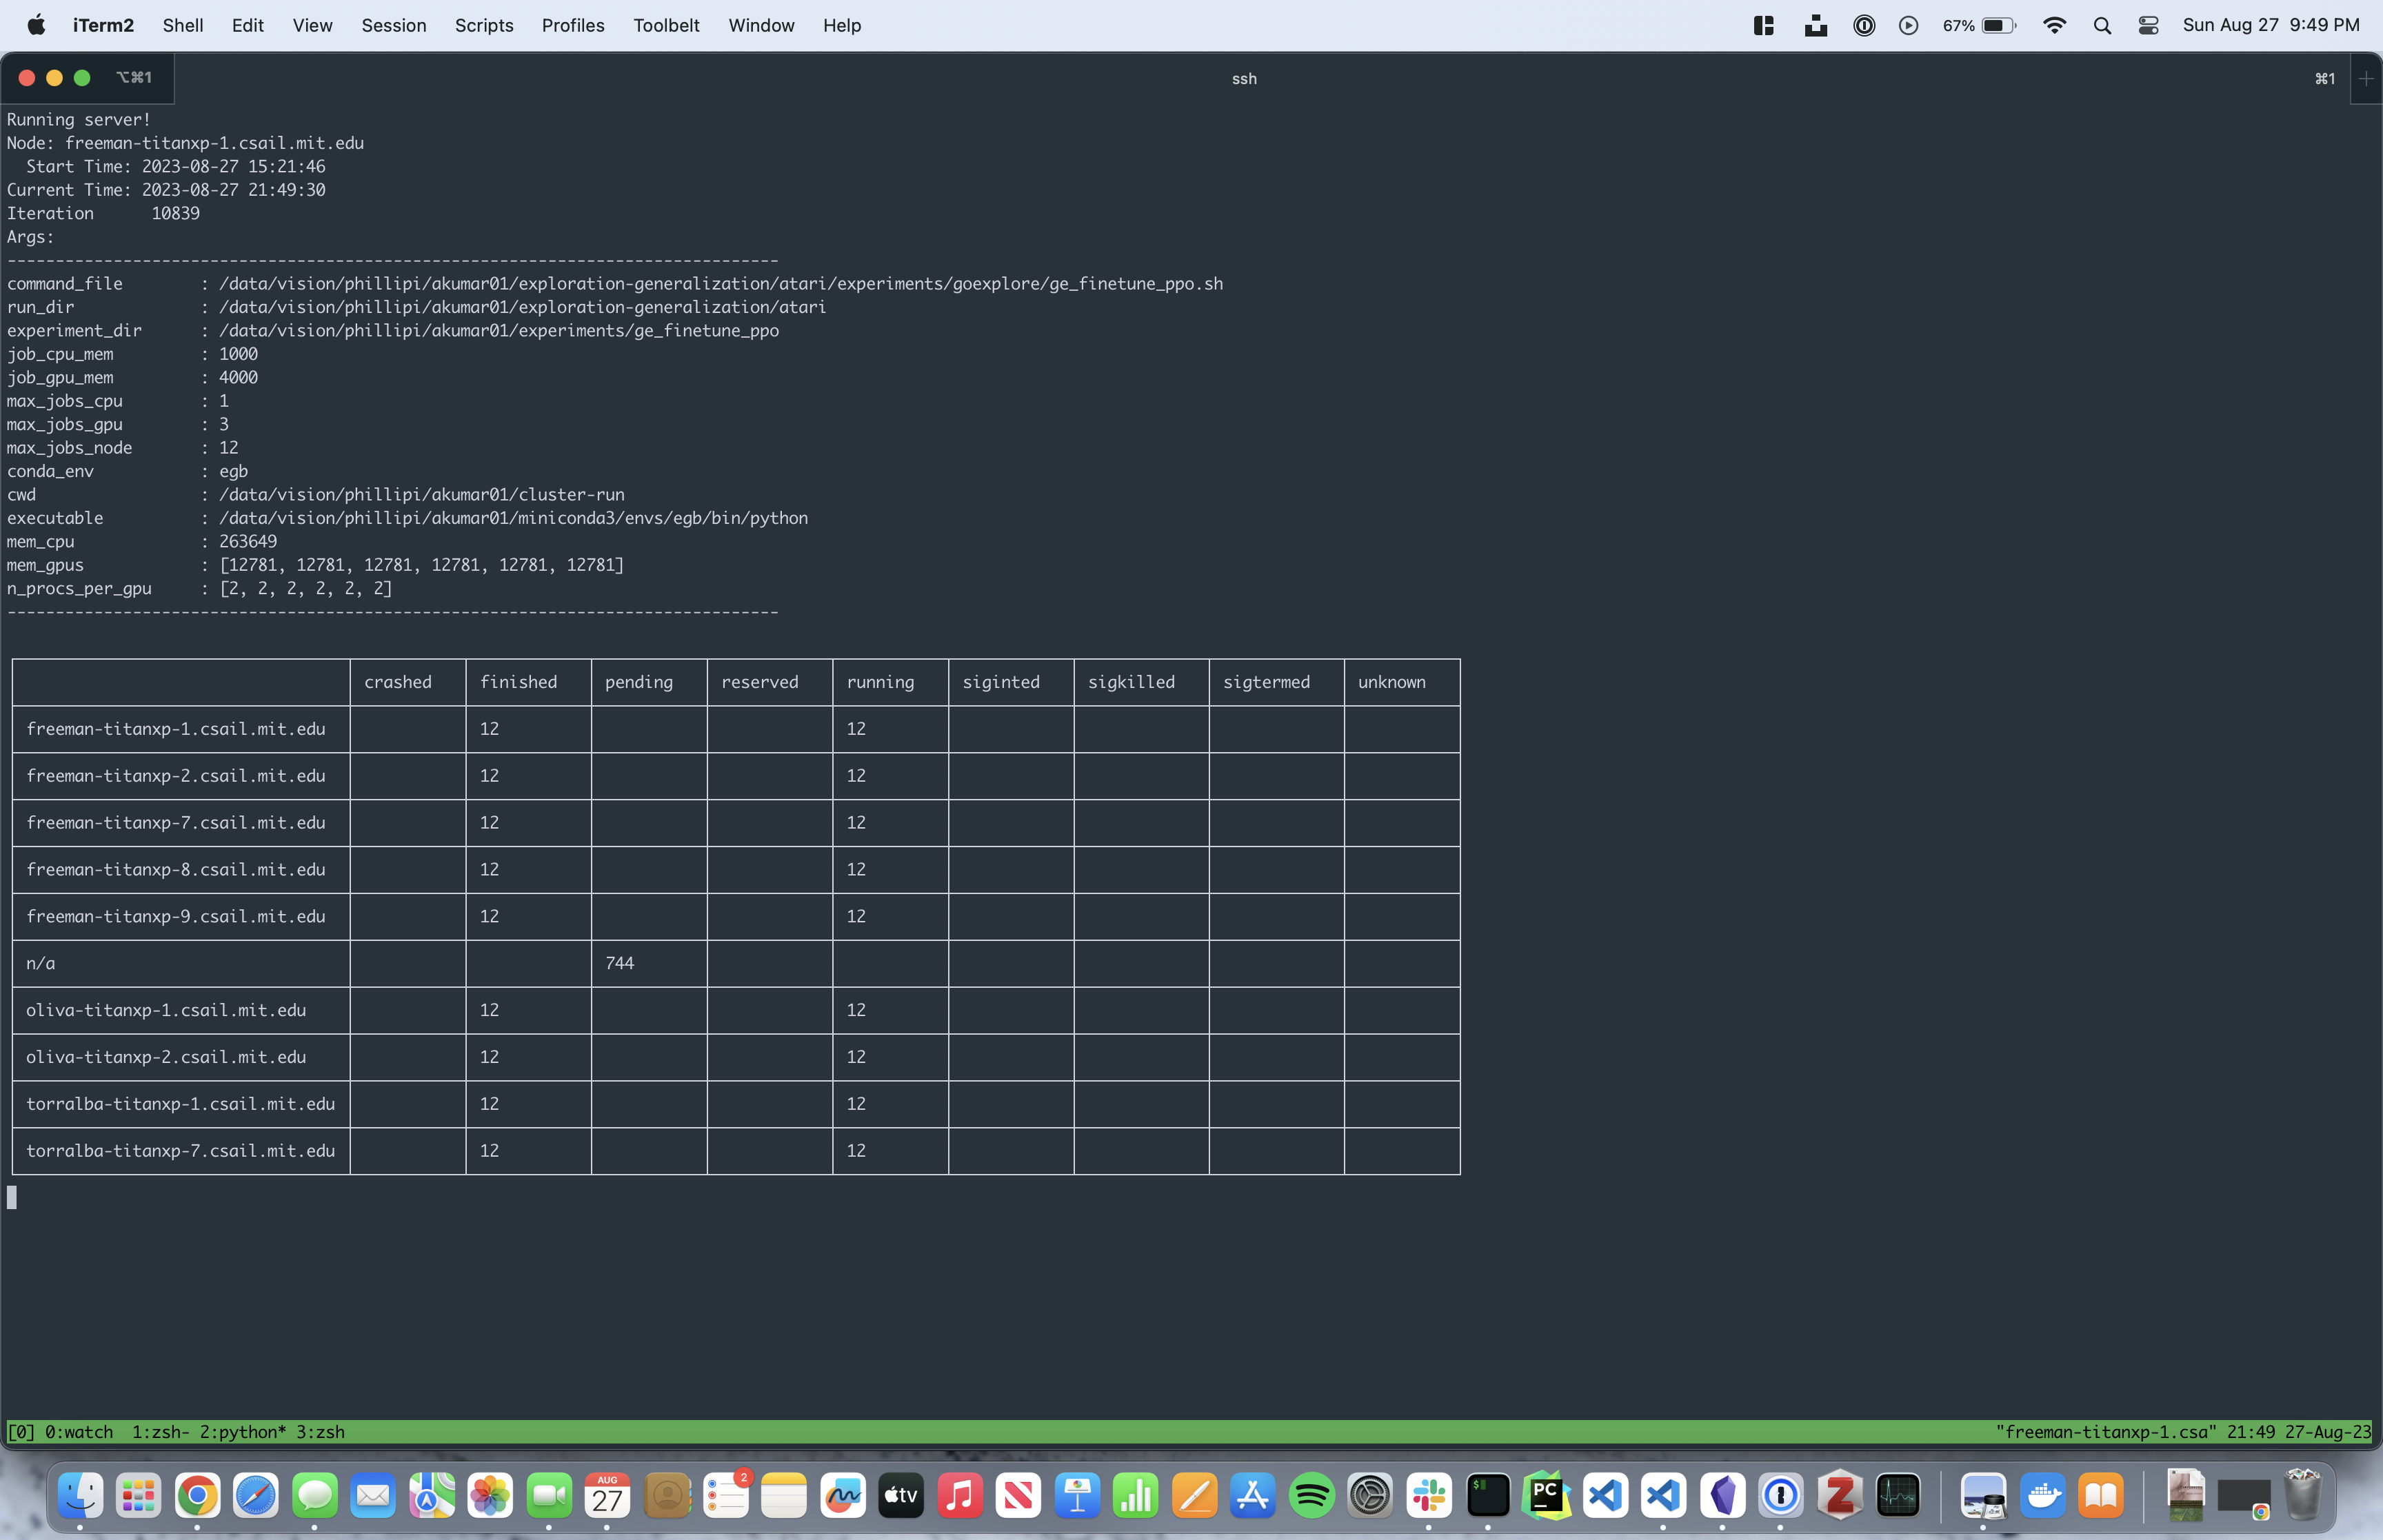 iTerm2 Shell Edit View Session Scripts Profiles Toolbelt Window Help 67% Sun Aug 27 9:49 PM
⌥⌘1 ssh ⌘1
Running server!
Node: freeman-titanxp-1.csail.mit.edu
Start Time: 2023-08-27 15:21:46
Current Time: 2023-08-27 21:49:30
Iteration 10839
Args:
--------------------------------------------------------------------------------
command_file : /data/vision/phillipi/akumar01/exploration-generalization/atari/experiments/goexplore/ge_finetune_ppo.sh
run_dir : /data/vision/phillipi/akumar01/exploration-generalization/atari
experiment_dir : /data/vision/phillipi/akumar01/experiments/ge_finetune_ppo
job_cpu_mem : 1000
job_gpu_mem : 4000
max_jobs_cpu : 1
max_jobs_gpu : 3
max_jobs_node : 12
conda_env : egb
cwd : /data/vision/phillipi/akumar01/cluster-run
executable : /data/vision/phillipi/akumar01/miniconda3/envs/egb/bin/python
mem_cpu : 263649
mem_gpus : [12781, 12781, 12781, 12781, 12781, 12781]
n_procs_per_gpu : [2, 2, 2, 2, 2, 2]
--------------------------------------------------------------------------------
crashed finished pending reserved running siginted sigkilled sigtermed unknown
freeman-titanxp-1.csail.mit.edu 12 12
freeman-titanxp-2.csail.mit.edu 12 12
freeman-titanxp-7.csail.mit.edu 12 12
freeman-titanxp-8.csail.mit.edu 12 12
freeman-titanxp-9.csail.mit.edu 12 12
n/a 744
oliva-titanxp-1.csail.mit.edu 12 12
oliva-titanxp-2.csail.mit.edu 12 12
torralba-titanxp-1.csail.mit.edu 12 12
torralba-titanxp-7.csail.mit.edu 12 12
[0] 0:watch 1:zsh- 2:python* 3:zsh "freeman-titanxp-1.csa" 21:49 27-Aug-23
AUG
27
2
tv
$
PC
Z